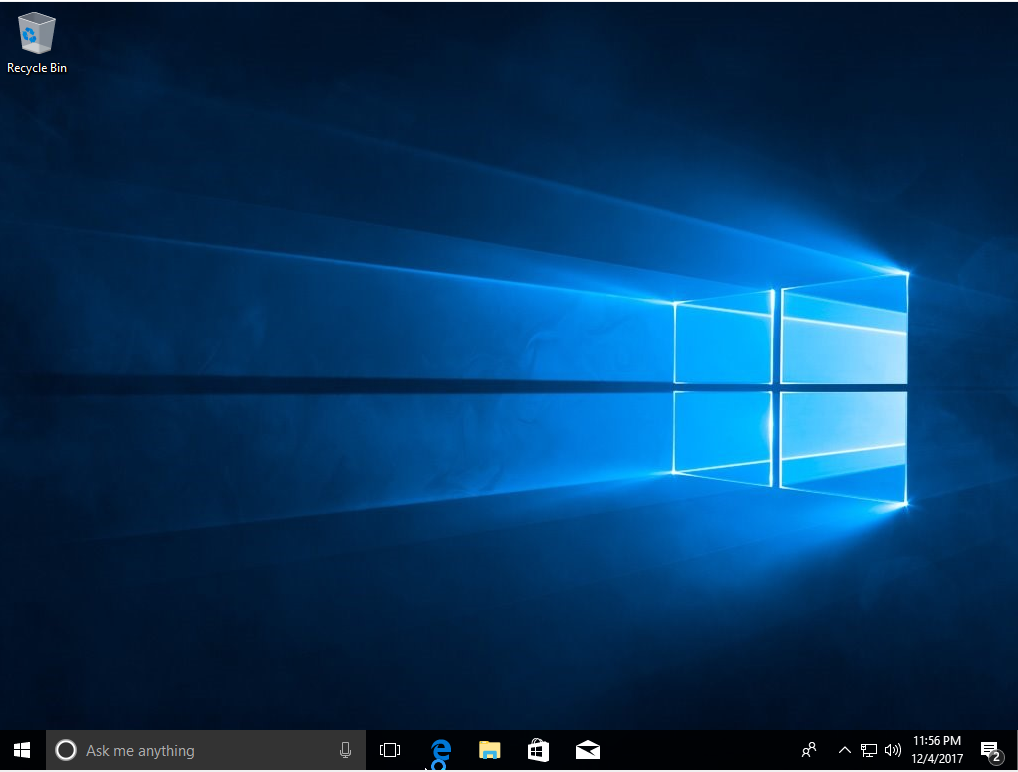 Recycle Bin
Ask me anything
11:56 PM
12/4/2017
2